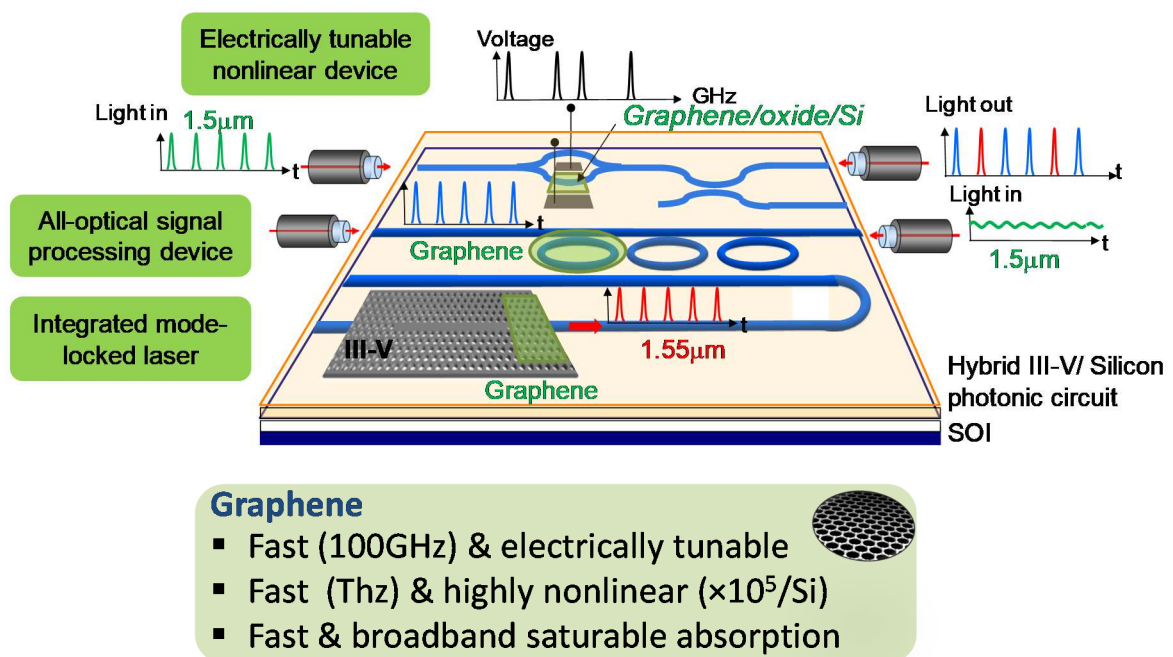 Electrically tunable
nonlinear device
Voltage
GHz
Graphene/oxide/Si
Light in
1.5μm
t
Light out
t
Light in
t
1.5μm
All-optical signal
processing device
t
Graphene
Integrated mode-
locked laser
III-V
t
1.55μm
Graphene
Hybrid III-V/ Silicon
photonic circuit
SOI
Graphene
▪ Fast (100GHz) & electrically tunable
▪ Fast (Thz) & highly nonlinear (×10⁵/Si)
▪ Fast & broadband saturable absorption